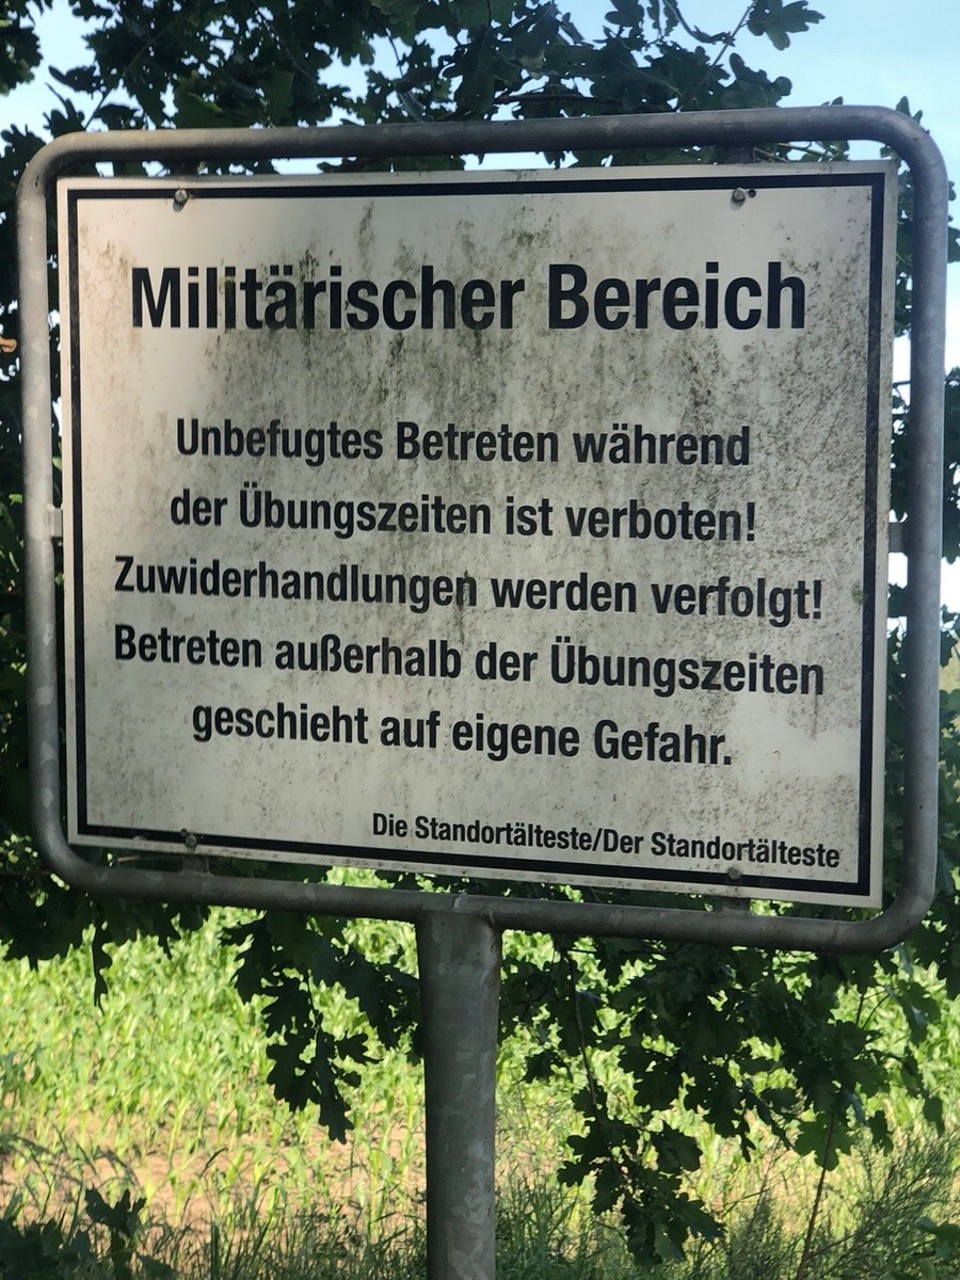 Militärischer Bereich
Unbefugtes Betreten während
der Übungszeiten ist verboten!
Zuwiderhandlungen werden verfolgt!
Betreten außerhalb der Übungszeiten
geschieht auf eigene Gefahr.
Die Standortälteste/Der Standortälteste